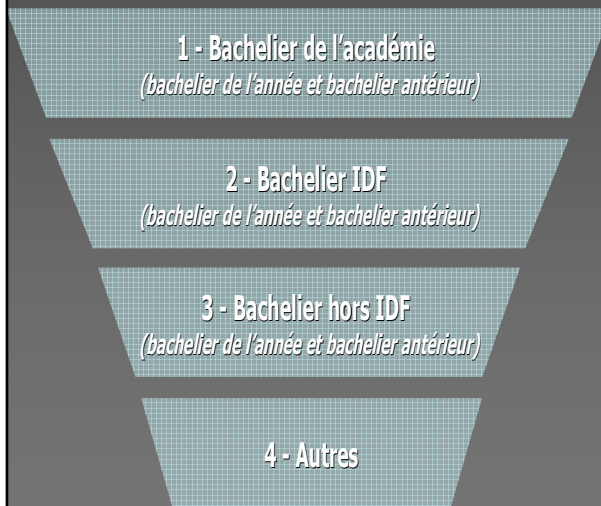 1 - Bachelier de l'académie
(bachelier de l'année et bachelier antérieur)
2 - Bachelier IDF
(bachelier de l'année et bachelier antérieur)
3 - Bachelier hors IDF
(bachelier de l'année et bachelier antérieur)
4 - Autres